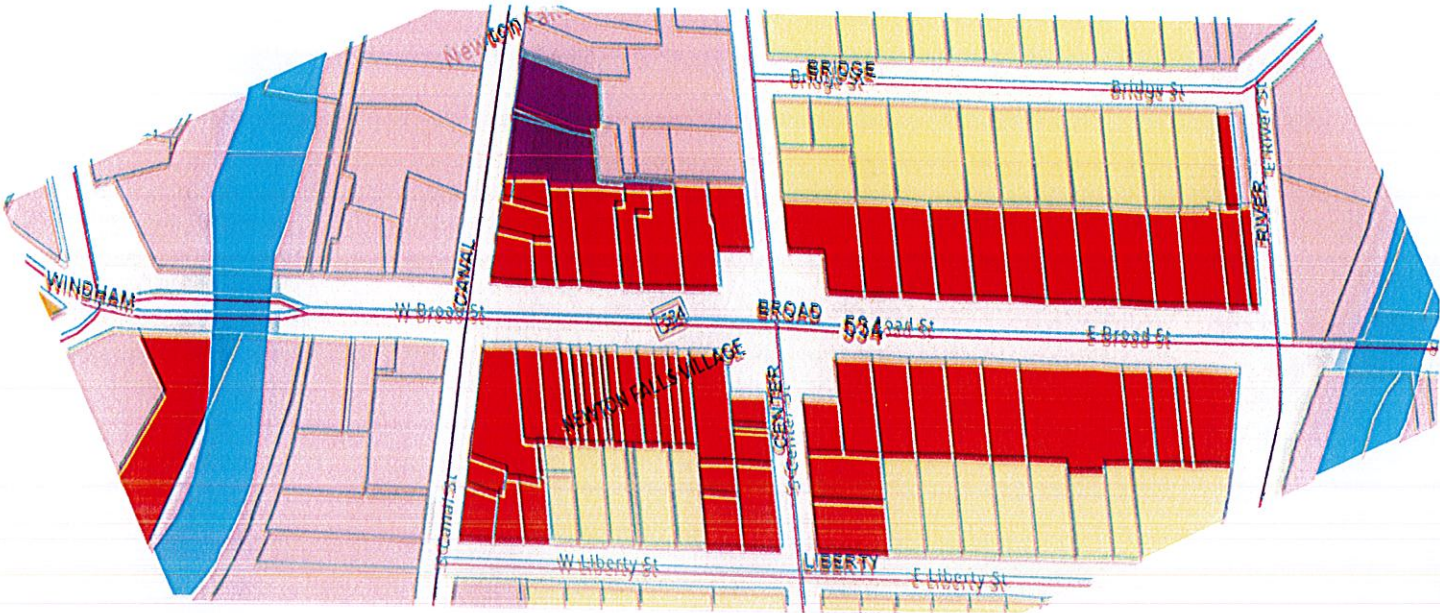 Newton
BRIDGE
Bridge St
Bridge St
E River St
RIVER
CANAL
WINDHAM
W Broad St
534
BROAD
534
E Broad St
NEWTON FALLS VILLAGE
CENTER
S Center St
S Canal St
W Liberty St
LIBERTY
E Liberty St